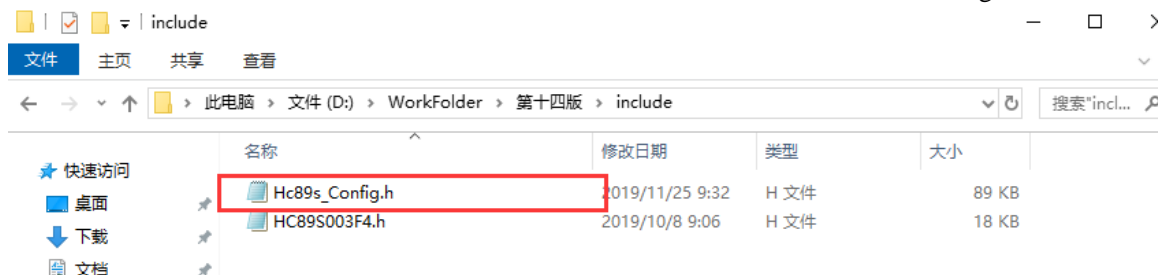 include
文件 主页 共享 查看
此电脑 > 文件 (D:) > WorkFolder > 第十四版 > include 搜索"incl...
名称 修改日期 类型 大小
快速访问
Hc89s_Config.h 2019/11/25 9:32 H 文件 89 KB
桌面
HC89S003F4.h 2019/10/8 9:06 H 文件 18 KB
下载
文档